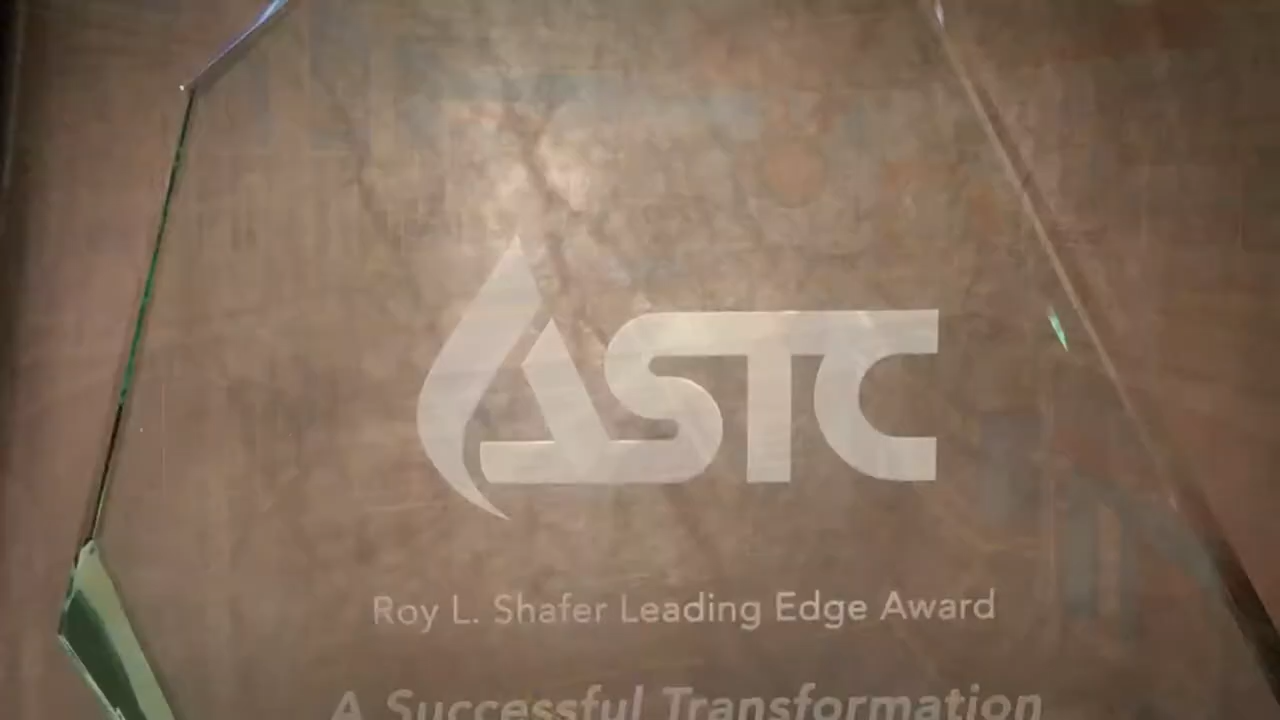 ASTC
Roy L. Shafer Leading Edge Award
A Successful Transformation